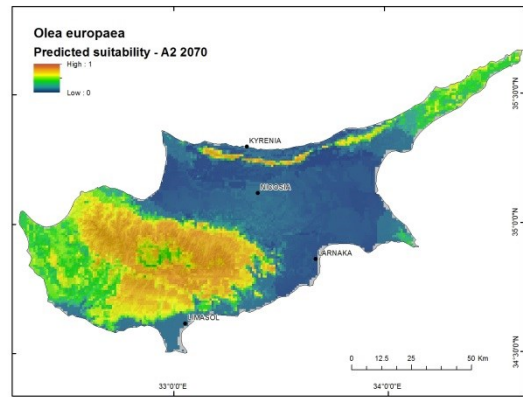 Olea europaea
Predicted suitability - A2 2070
High : 1
Low : 0
35°30'0"N
KYRENIA
NICOSIA
35°0'0"N
LARNAKA
LIMASOL
34°30'0"N
0 12.5 25 50 Km
33°0'0"E 34°0'0"E